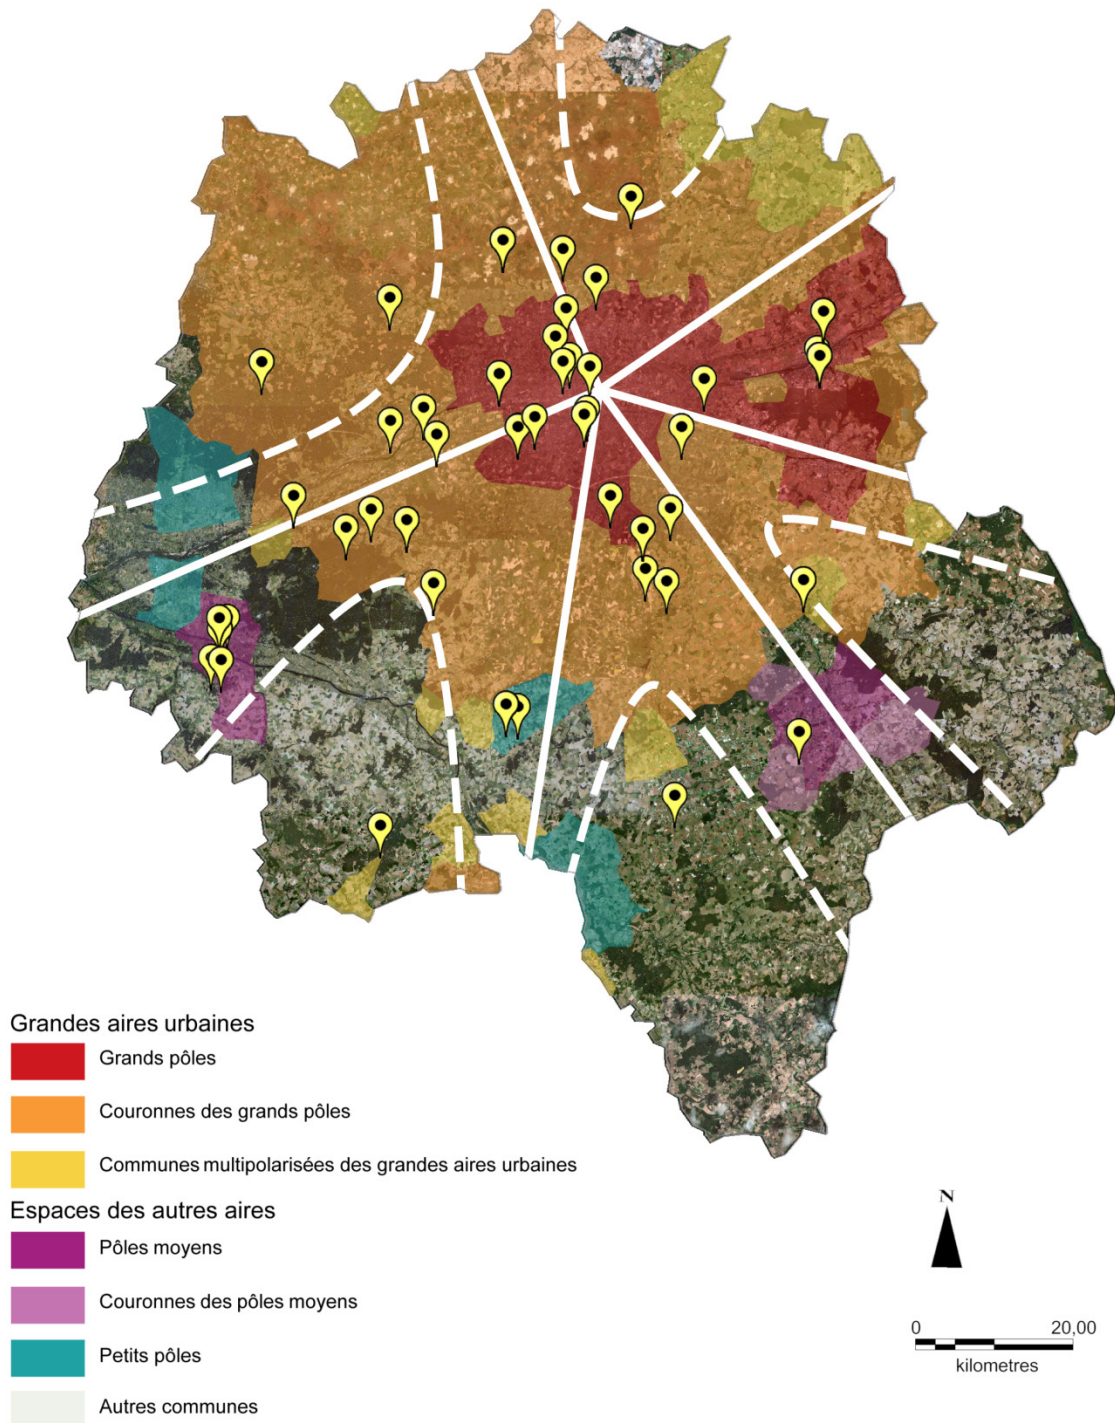 Grandes aires urbaines
Grands pôles
Couronnes des grands pôles
Communes multipolarisées des grandes aires urbaines
Espaces des autres aires
Pôles moyens
Couronnes des pôles moyens
Petits pôles
Autres communes
N
0 20,00
kilometres